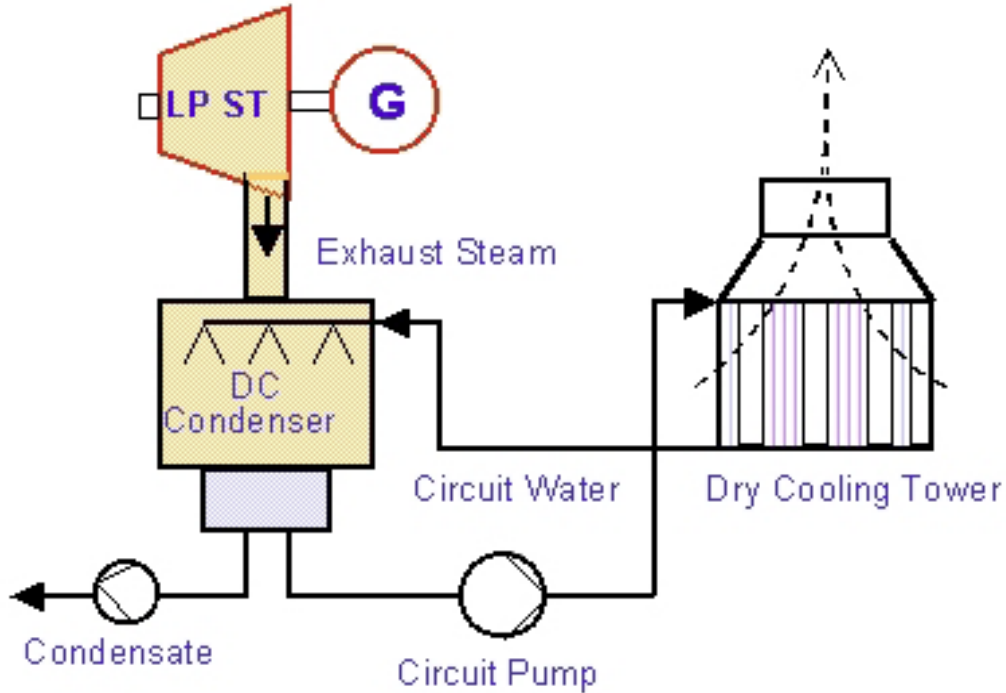 LP ST
G
Exhaust Steam
DC
Condenser
Circuit Water
Dry Cooling Tower
Condensate
Circuit Pump